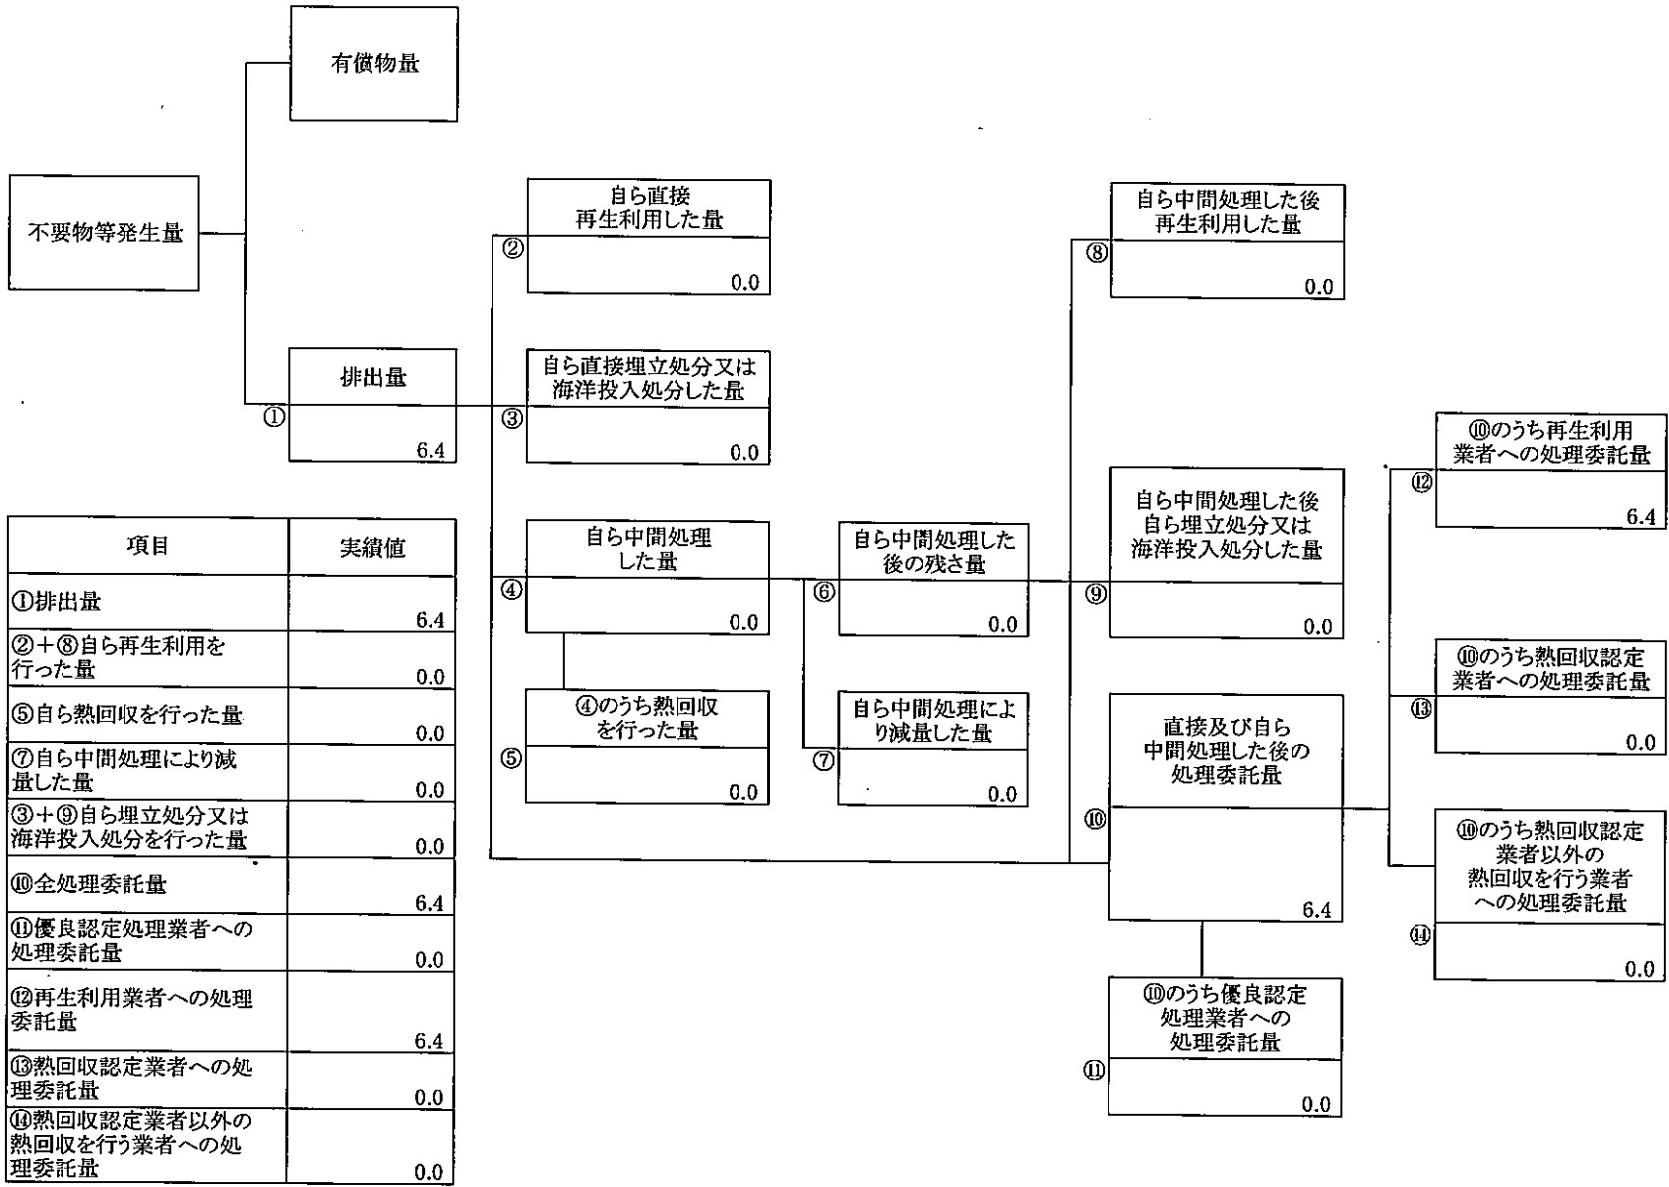 有償物量
不要物等発生量
排出量
①
6.4
自ら直接
再生利用した量
②
0.0
自ら直接埋立処分又は
海洋投入処分した量
③
0.0
自ら中間処理
した量
④
0.0
④のうち熱回収
を行った量
⑤
0.0
自ら中間処理した
後の残さ量
⑥
0.0
自ら中間処理によ
り減量した量
⑦
0.0
自ら中間処理した後
再生利用した量
⑧
0.0
自ら中間処理した後
自ら埋立処分又は
海洋投入処分した量
⑨
0.0
直接及び自ら
中間処理した後の
処理委託量
⑩
6.4
⑩のうち優良認定
処理業者への
処理委託量
⑪
0.0
⑩のうち再生利用
業者への処理委託量
⑫
6.4
⑩のうち熱回収認定
業者への処理委託量
⑬
0.0
⑩のうち熱回収認定
業者以外の
熱回収を行う業者
への処理委託量
⑭
0.0
項目 実績値
①排出量
6.4
②＋⑧自ら再生利用を
行った量
0.0
⑤自ら熱回収を行った量
0.0
⑦自ら中間処理により減
量した量
0.0
③＋⑨自ら埋立処分又は
海洋投入処分を行った量
0.0
⑩全処理委託量
6.4
⑪優良認定処理業者への
処理委託量
0.0
⑫再生利用業者への処理
委託量
6.4
⑬熱回収認定業者への処
理委託量
0.0
⑭熱回収認定業者以外の
熱回収を行う業者への処
理委託量
0.0